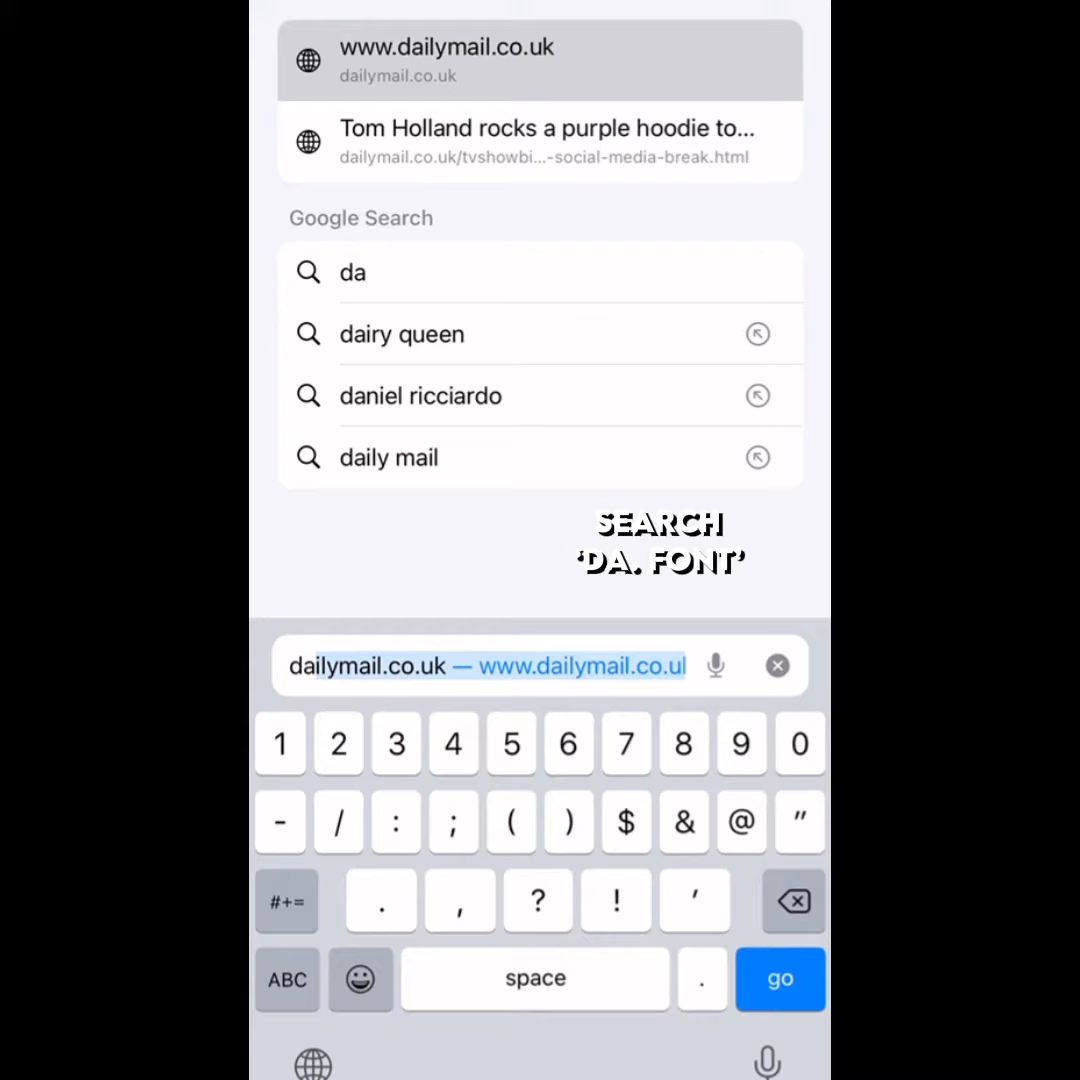 www.dailymail.co.uk
dailymail.co.uk
Tom Holland rocks a purple hoodie to...
dailymail.co.uk/tvshowbi...-social-media-break.html
Google Search
da
dairy queen
daniel ricciardo
daily mail
SEARCH
‘DA. FONT’
dailymail.co.uk — www.dailymail.co.ul
1 2 3 4 5 6 7 8 9 0
- / : ; ( ) $ & @ "
#+= . , ? ! ′
ABC space . go